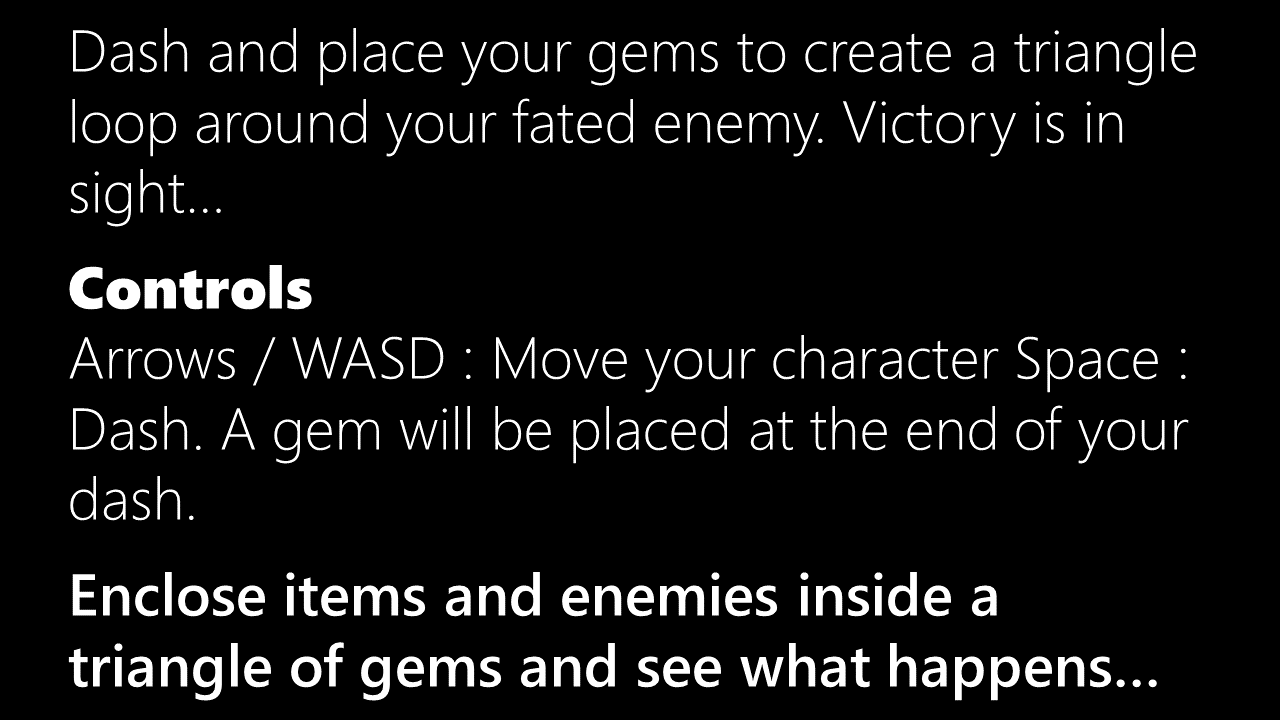 Dash and place your gems to create a triangle
loop around your fated enemy. Victory is in
sight...
Controls
Arrows / WASD : Move your character Space :
Dash. A gem will be placed at the end of your
dash.
Enclose items and enemies inside a
triangle of gems and see what happens...